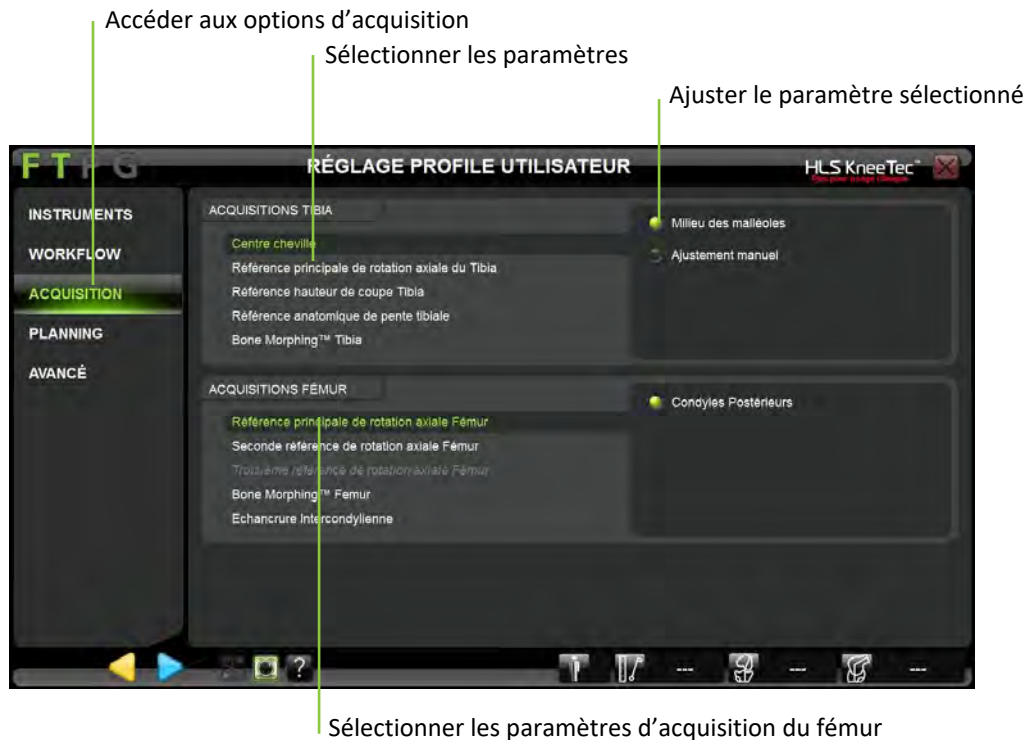 Accéder aux options d’acquisition
Sélectionner les paramètres
Ajuster le paramètre sélectionné
F T P G
RÉGLAGE PROFILE UTILISATEUR
HLS KneeTec™
INSTRUMENTS
WORKFLOW
ACQUISITION
PLANNING
AVANCÉ
ACQUISITIONS TIBIA
Centre cheville
Référence principale de rotation axiale du Tibia
Référence hauteur de coupe Tibia
Référence anatomique de pente tibiale
Bone Morphing™ Tibia
Milieu des malléoles
Ajustement manuel
ACQUISITIONS FÉMUR
Référence principale de rotation axiale Fémur
Seconde référence de rotation axiale Fémur
Troisième référence de rotation axiale Fémur
Bone Morphing™ Femur
Echancrure Intercondylienne
Condyles Postérieurs
?
---
---
---
Sélectionner les paramètres d’acquisition du fémur